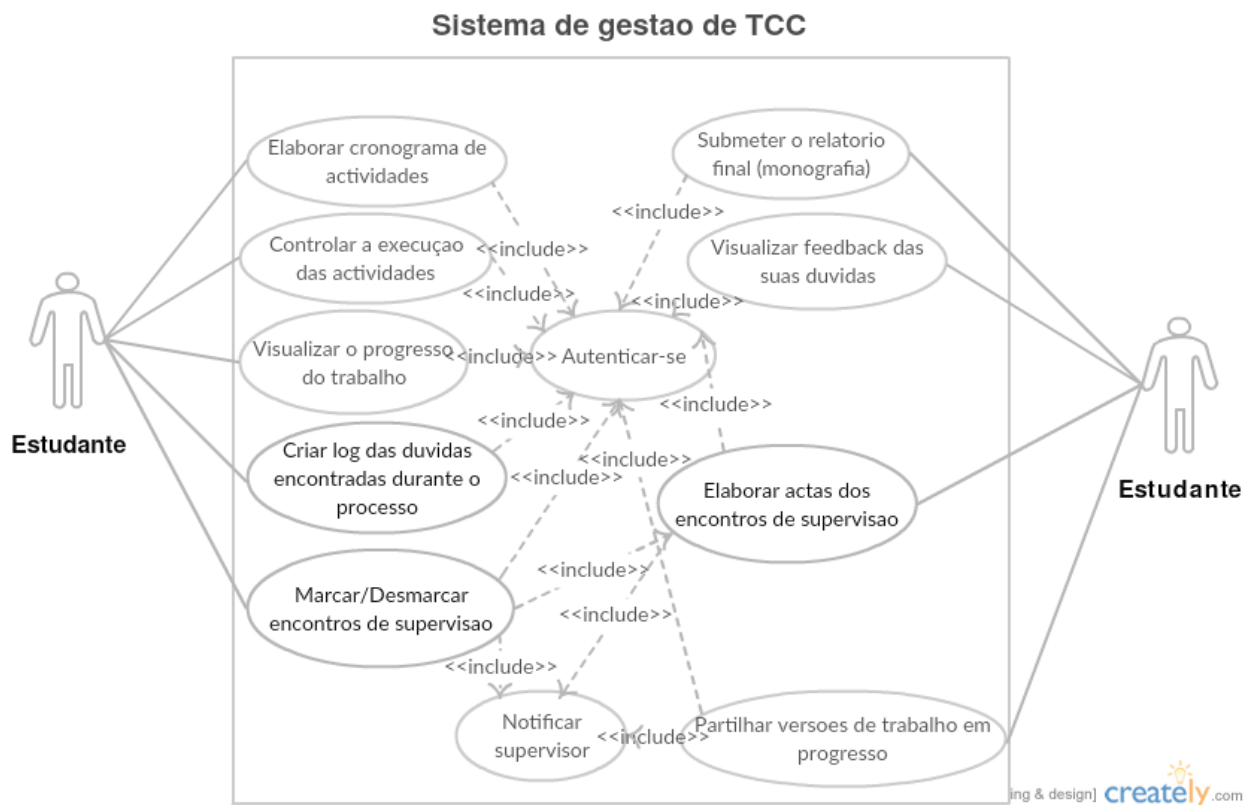 Sistema de gestao de TCC
Elaborar cronograma de
actividades
Submeter o relatorio
final (monografia)
<<include>>
Controlar a execuçao
das actividades
<<include>>
Visualizar feedback das
suas duvidas
<<include>>
<<include>>
Visualizar o progresso
do trabalho
<<include>>
Autenticar-se
<<include>>
<<include>>
Estudante
Criar log das duvidas
encontradas durante o
processo
<<include>>
<<include>>
Elaborar actas dos
encontros de supervisao
Estudante
<<include>>
Marcar/Desmarcar
encontros de supervisao
<<include>>
<<include>>
Notificar
supervisor
<<include>>
Partilhar versoes de trabalho em
progresso
ing & design] creately.com